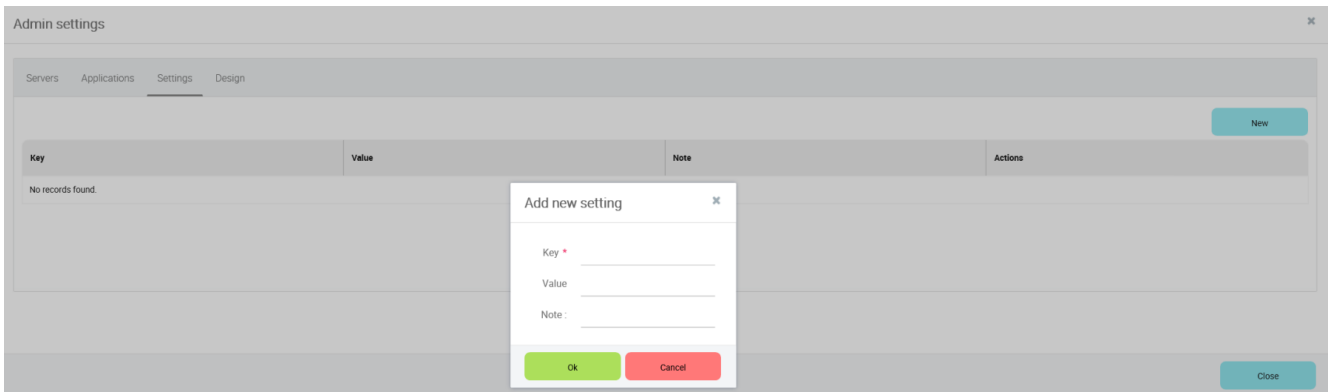 Admin settings
Servers Applications Settings Design
New
Key Value Note Actions
No records found.
Add new setting
Key *
Value
Note :
Ok Cancel
Close